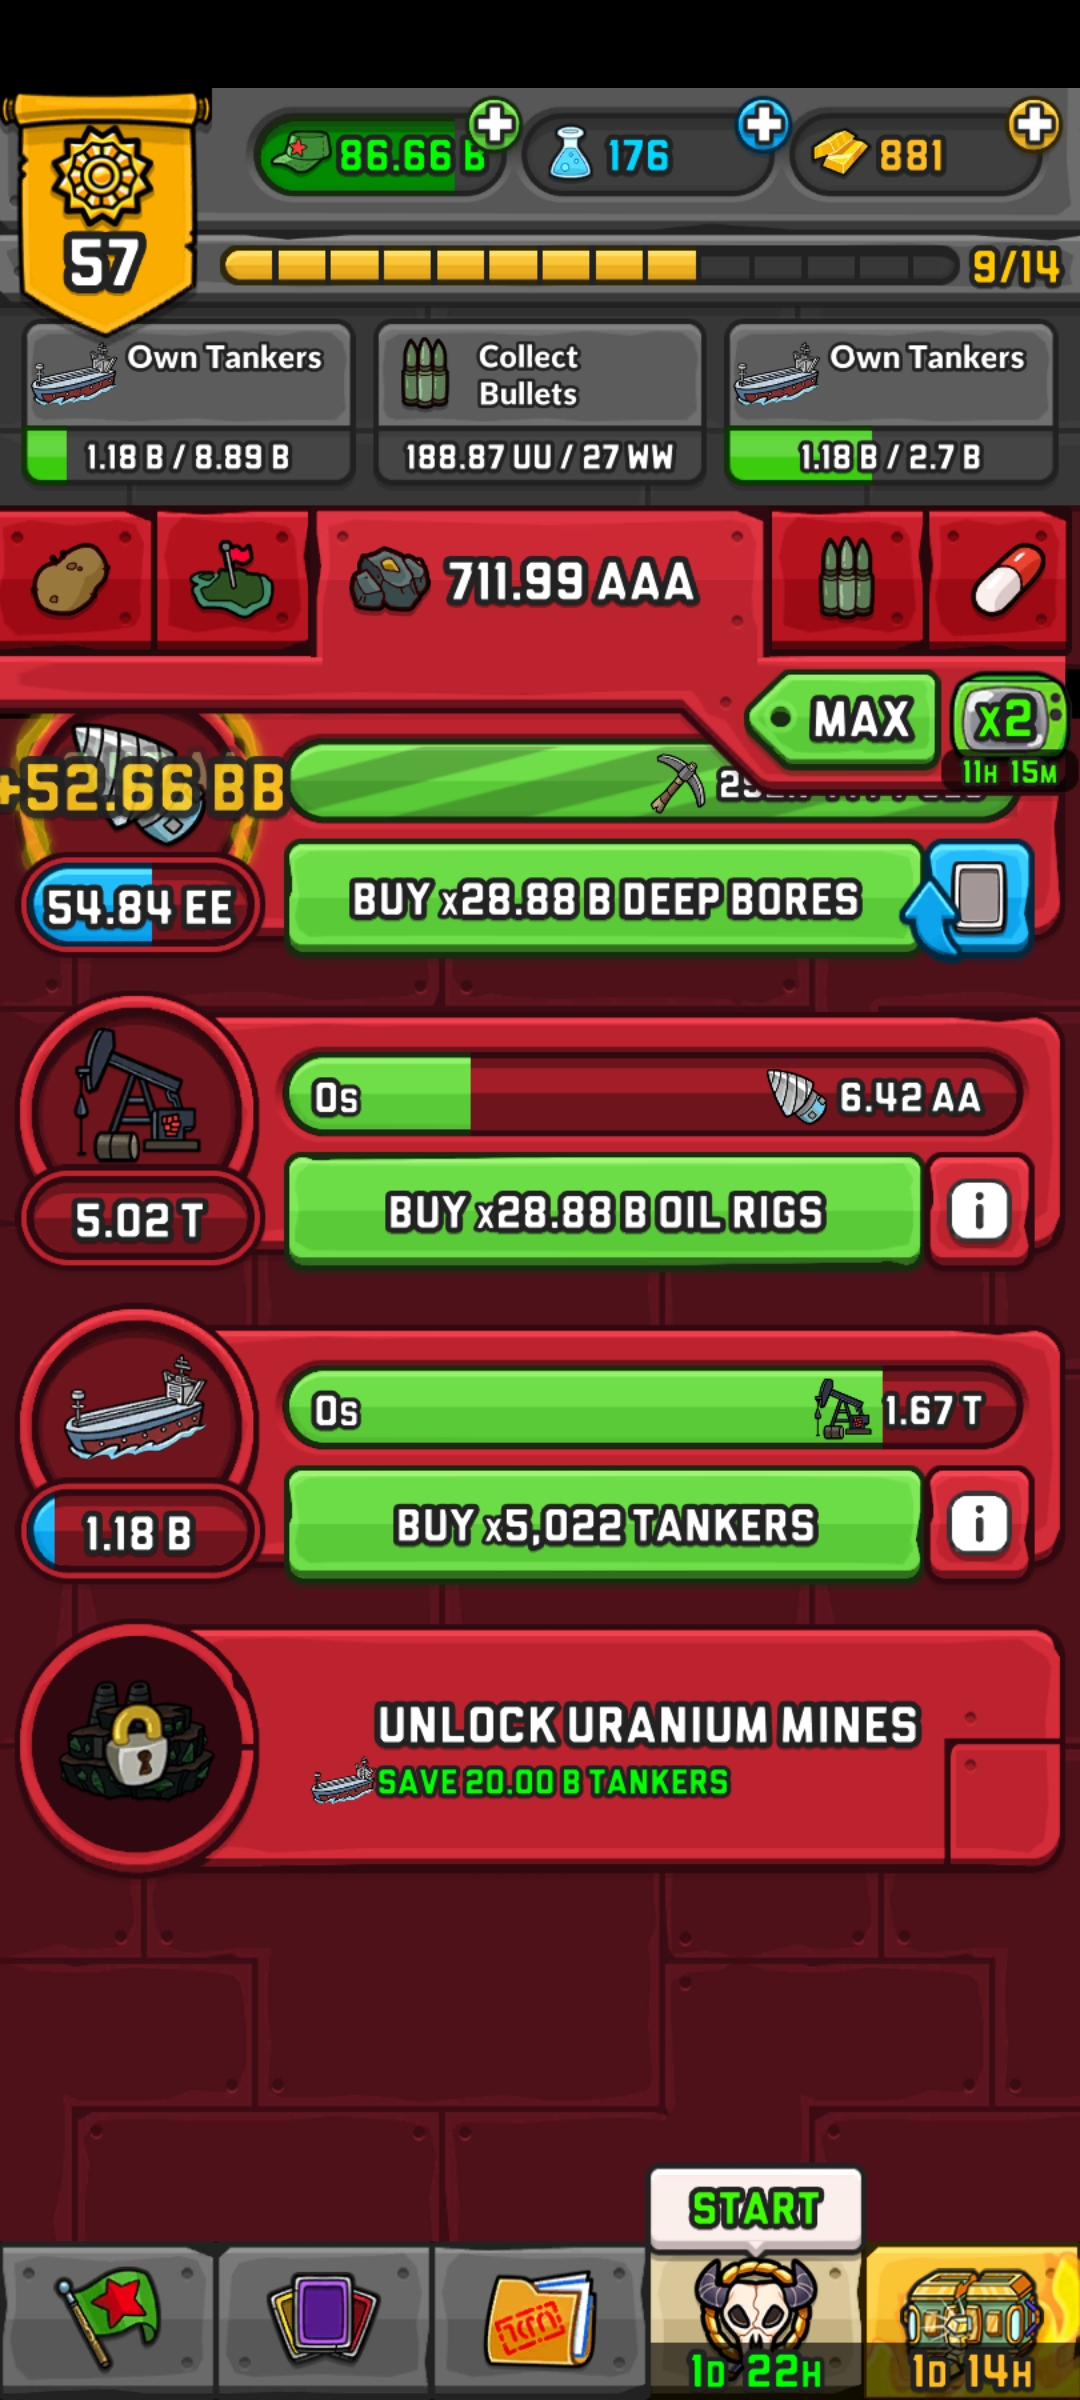 86.66 B
176
881
57
9/14
Own Tankers
Collect
Bullets
Own Tankers
1.18 B / 8.89 B
188.87 UU / 27 WW
1.18 B / 2.7 B
711.99 AAA
MAX
x2
11H 15M
+52.66 BB
54.84 EE
BUY x28.88 B DEEP BORES
0s
6.42 AA
5.02 T
BUY x28.88 B OIL RIGS
0s
1.67 T
1.18 B
BUY x5,022 TANKERS
UNLOCK URANIUM MINES
SAVE 20.00 B TANKERS
START
1D 22H
1D 14H